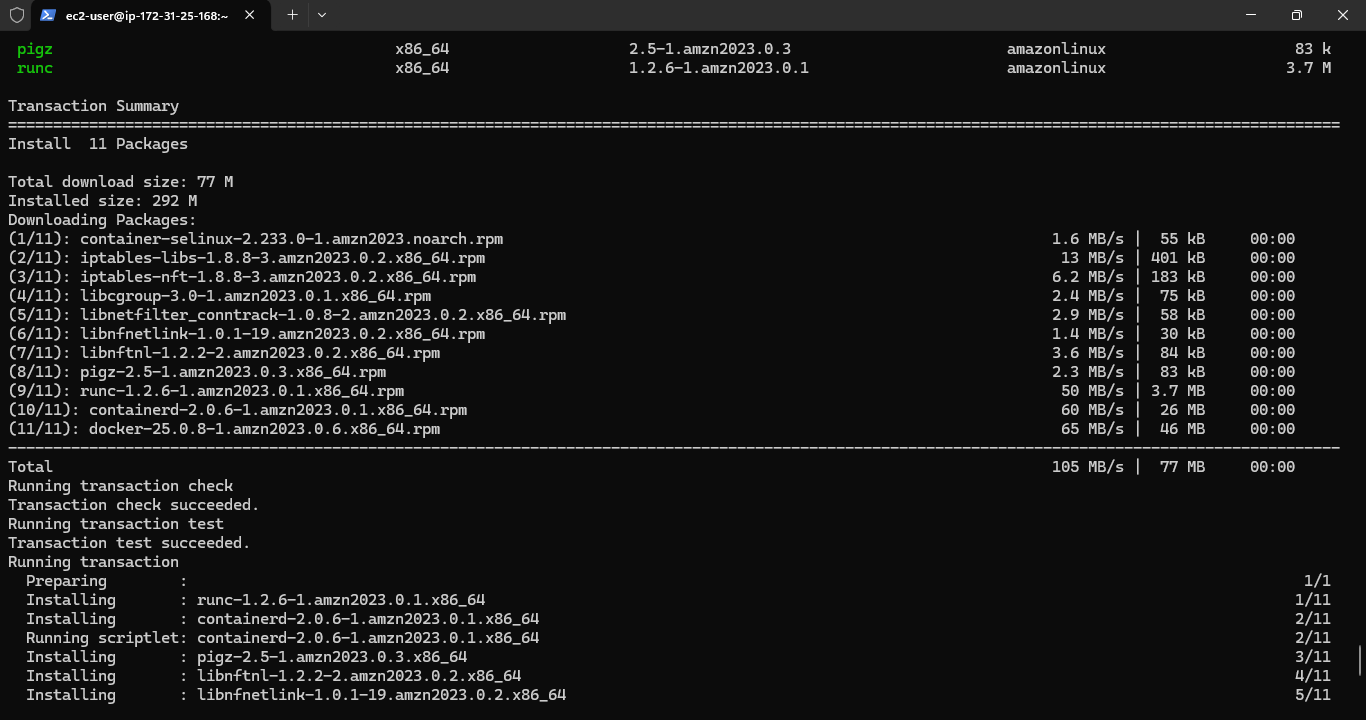 ec2-user@ip-172-31-25-168:~
pigz x86_64 2.5-1.amzn2023.0.3 amazonlinux 83 k
runc x86_64 1.2.6-1.amzn2023.0.1 amazonlinux 3.7 M
Transaction Summary
====================================================================================================================================================
Install  11 Packages
Total download size: 77 M
Installed size: 292 M
Downloading Packages:
(1/11): container-selinux-2.233.0-1.amzn2023.noarch.rpm 1.6 MB/s |  55 kB     00:00
(2/11): iptables-libs-1.8.8-3.amzn2023.0.2.x86_64.rpm 13 MB/s | 401 kB     00:00
(3/11): iptables-nft-1.8.8-3.amzn2023.0.2.x86_64.rpm 6.2 MB/s | 183 kB     00:00
(4/11): libcgroup-3.0-1.amzn2023.0.1.x86_64.rpm 2.4 MB/s |  75 kB     00:00
(5/11): libnetfilter_conntrack-1.0.8-2.amzn2023.0.2.x86_64.rpm 2.9 MB/s |  58 kB     00:00
(6/11): libnfnetlink-1.0.1-19.amzn2023.0.2.x86_64.rpm 1.4 MB/s |  30 kB     00:00
(7/11): libnftnl-1.2.2-2.amzn2023.0.2.x86_64.rpm 3.6 MB/s |  84 kB     00:00
(8/11): pigz-2.5-1.amzn2023.0.3.x86_64.rpm 2.3 MB/s |  83 kB     00:00
(9/11): runc-1.2.6-1.amzn2023.0.1.x86_64.rpm 50 MB/s | 3.7 MB     00:00
(10/11): containerd-2.0.6-1.amzn2023.0.1.x86_64.rpm 60 MB/s |  26 MB     00:00
(11/11): docker-25.0.8-1.amzn2023.0.6.x86_64.rpm 65 MB/s |  46 MB     00:00
----------------------------------------------------------------------------------------------------------------------------------------------------
Total 105 MB/s |  77 MB     00:00
Running transaction check
Transaction check succeeded.
Running transaction test
Transaction test succeeded.
Running transaction
  Preparing        : 1/1
  Installing       : runc-1.2.6-1.amzn2023.0.1.x86_64 1/11
  Installing       : containerd-2.0.6-1.amzn2023.0.1.x86_64 2/11
  Running scriptlet: containerd-2.0.6-1.amzn2023.0.1.x86_64 2/11
  Installing       : pigz-2.5-1.amzn2023.0.3.x86_64 3/11
  Installing       : libnftnl-1.2.2-2.amzn2023.0.2.x86_64 4/11
  Installing       : libnfnetlink-1.0.1-19.amzn2023.0.2.x86_64 5/11